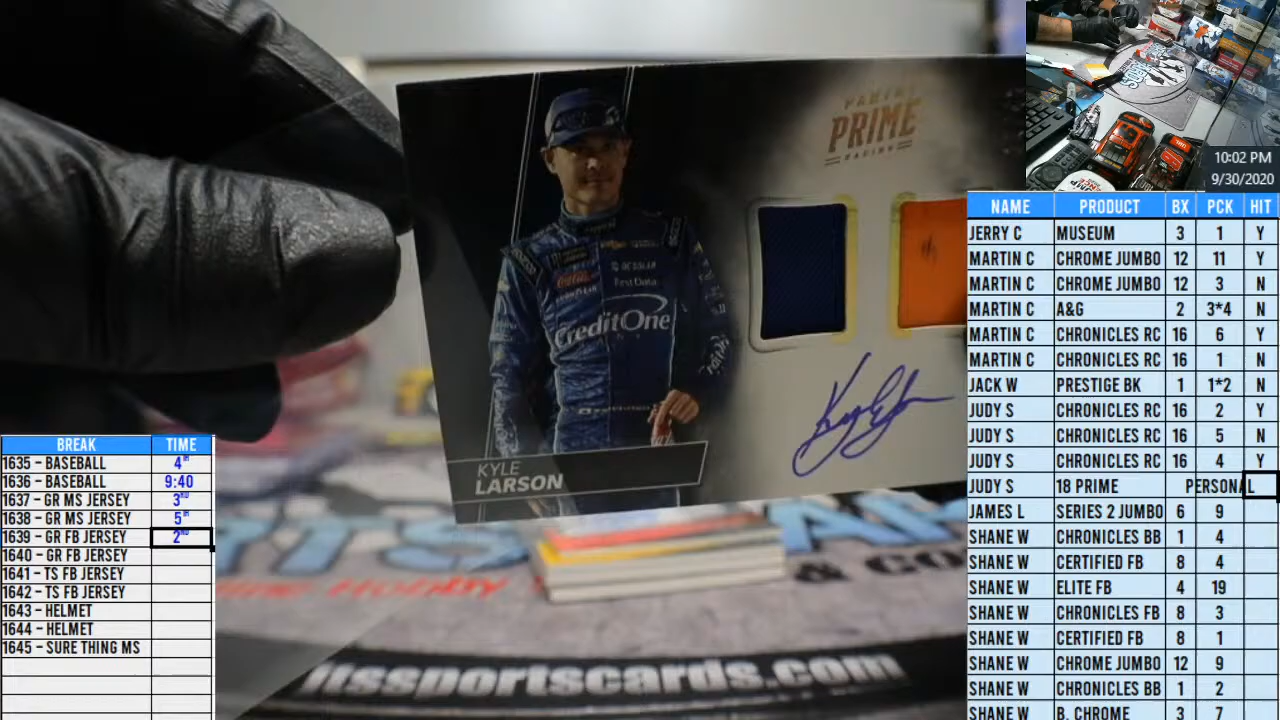 PANINI
PRIME
RACING
CreditOne
KYLE
LARSON
& CO
itssportscards.com
10:02 PM
9/30/2020
BREAK TIME
1635 - BASEBALL 4TH
1636 - BASEBALL 9:40
1637 - GR MS JERSEY 3RD
1638 - GR MS JERSEY 5TH
1639 - GR FB JERSEY 2ND
1640 - GR FB JERSEY
1641 - TS FB JERSEY
1642 - TS FB JERSEY
1643 - HELMET
1644 - HELMET
1645 - SURE THING MS
NAME PRODUCT BX PCK HIT
JERRY C MUSEUM 3 1 Y
MARTIN C CHROME JUMBO 12 11 Y
MARTIN C CHROME JUMBO 12 3 N
MARTIN C A&G 2 3*4 N
MARTIN C CHRONICLES RC 16 6 Y
MARTIN C CHRONICLES RC 16 1 N
JACK W PRESTIGE BK 1 1*2 N
JUDY S CHRONICLES RC 16 2 Y
JUDY S CHRONICLES RC 16 5 N
JUDY S CHRONICLES RC 16 4 Y
JUDY S 18 PRIME PERSONAL
JAMES L SERIES 2 JUMBO 6 9
SHANE W CHRONICLES BB 1 4
SHANE W CERTIFIED FB 8 4
SHANE W ELITE FB 4 19
SHANE W CHRONICLES FB 8 3
SHANE W CERTIFIED FB 8 1
SHANE W CHROME JUMBO 12 9
SHANE W CHRONICLES BB 1 2
SHANE W B. CHROME 3 7